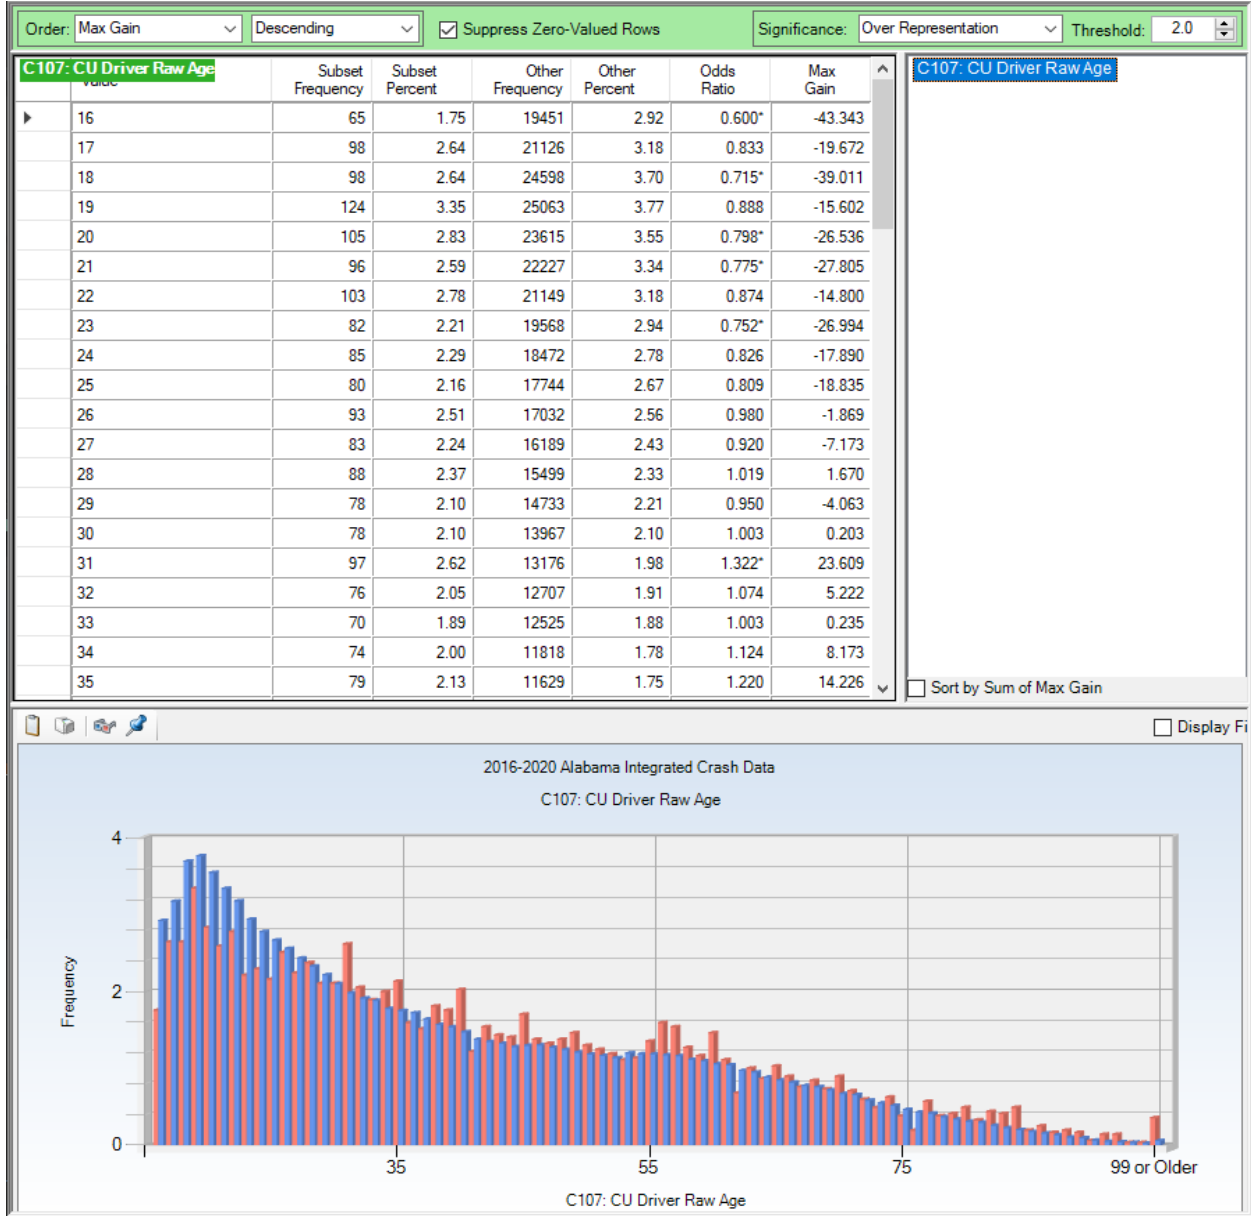 Order: Max Gain Descending Suppress Zero-Valued Rows Significance: Over Representation Threshold: 2.0
C107: CU Driver Raw Age Subset Frequency Subset Percent Other Frequency Other Percent Odds Ratio Max Gain C107: CU Driver Raw Age
16 65 1.75 19451 2.92 0.600* -43.343
17 98 2.64 21126 3.18 0.833 -19.672
18 98 2.64 24598 3.70 0.715* -39.011
19 124 3.35 25063 3.77 0.888 -15.602
20 105 2.83 23615 3.55 0.798* -26.536
21 96 2.59 22227 3.34 0.775* -27.805
22 103 2.78 21149 3.18 0.874 -14.800
23 82 2.21 19568 2.94 0.752* -26.994
24 85 2.29 18472 2.78 0.826 -17.890
25 80 2.16 17744 2.67 0.809 -18.835
26 93 2.51 17032 2.56 0.980 -1.869
27 83 2.24 16189 2.43 0.920 -7.173
28 88 2.37 15499 2.33 1.019 1.670
29 78 2.10 14733 2.21 0.950 -4.063
30 78 2.10 13967 2.10 1.003 0.203
31 97 2.62 13176 1.98 1.322* 23.609
32 76 2.05 12707 1.91 1.074 5.222
33 70 1.89 12525 1.88 1.003 0.235
34 74 2.00 11818 1.78 1.124 8.173
35 79 2.13 11629 1.75 1.220 14.226
Sort by Sum of Max Gain
Display Fi
2016-2020 Alabama Integrated Crash Data
C107: CU Driver Raw Age
4
2
0
Frequency
35 55 75 99 or Older
C107: CU Driver Raw Age